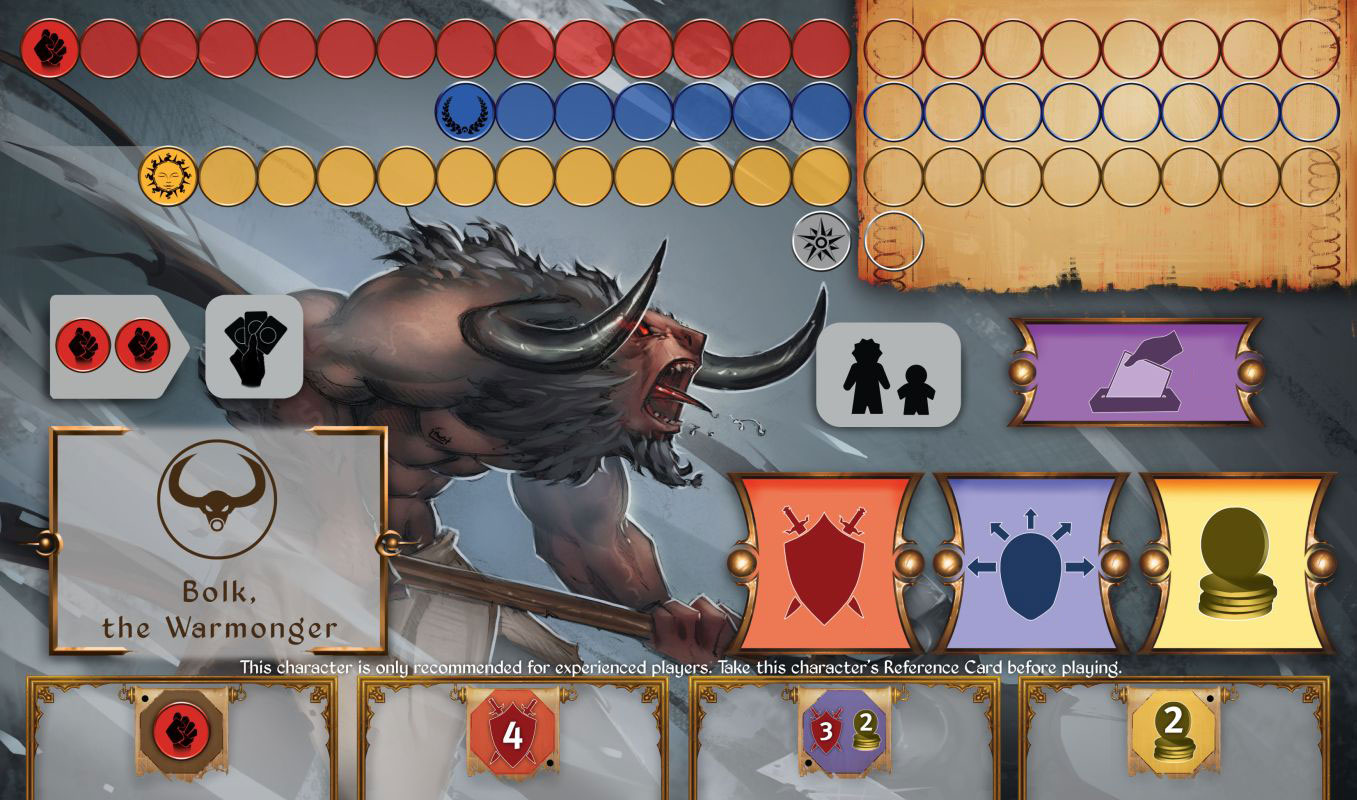 Bolk,
the Warmonger
This character is only recommended for experienced players. Take this character's Reference Card before playing.
4
3 2
2